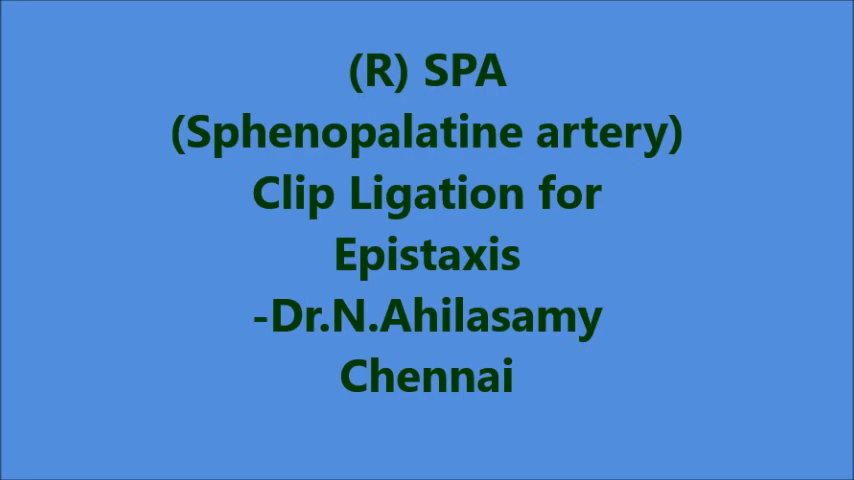 (R) SPA
(Sphenopalatine artery)
Clip Ligation for
Epistaxis
-Dr.N.Ahilasamy
Chennai